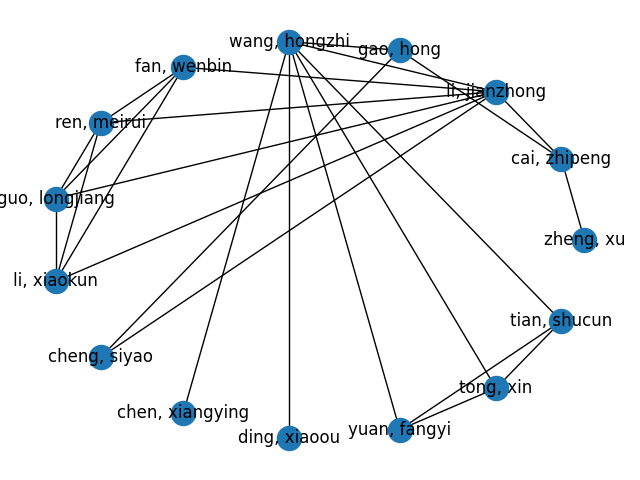 wang, hongzhi
gao, hong
fan, wenbin
li, jianzhong
ren, meirui
cai, zhipeng
guo, longjiang
zheng, xu
li, xiaokun
tian, shucun
cheng, siyao
tong, xin
chen, xiangying
yuan, fangyi
ding, xiaoou